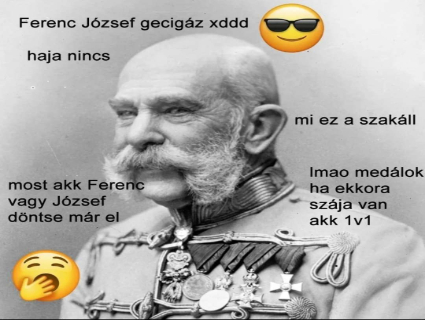 Ferenc József gecigáz xddd
haja nincs
mi ez a szakáll
most akk Ferenc
vagy József
döntse már el
lmao medálok
ha ekkora
szája van
akk 1v1